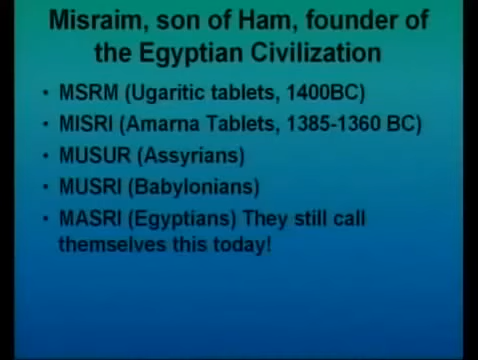 Misraim, son of Ham, founder of
the Egyptian Civilization
• MSRM (Ugaritic tablets, 1400BC)
• MISRI (Amarna Tablets, 1385-1360 BC)
• MUSUR (Assyrians)
• MUSRI (Babylonians)
• MASRI (Egyptians) They still call
themselves this today!